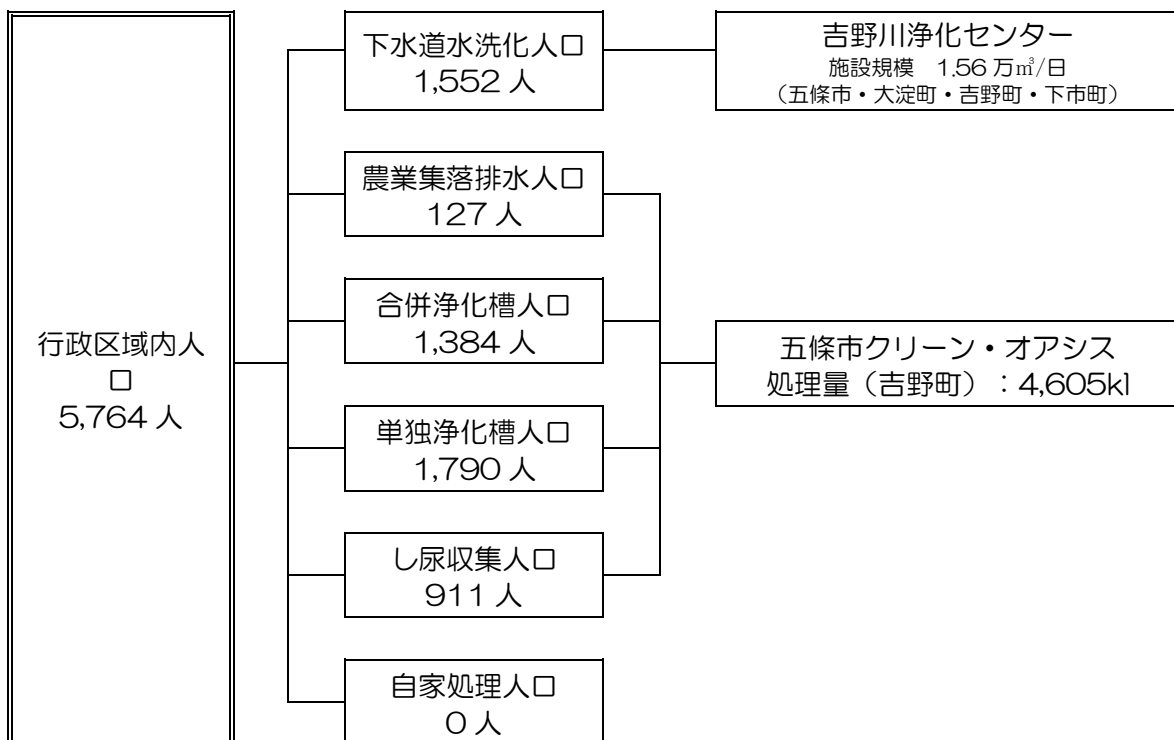 下水道水洗化人口
1,552 人
吉野川浄化センター
施設規模 1.56 万㎥/日
(五條市・大淀町・吉野町・下市町)
農業集落排水人口
127 人
合併浄化槽人口
1,384 人
行政区域内人
口
5,764 人
五條市クリーン・オアシス
処理量(吉野町):4,605kl
単独浄化槽人口
1,790 人
し尿収集人口
911 人
自家処理人口
0 人